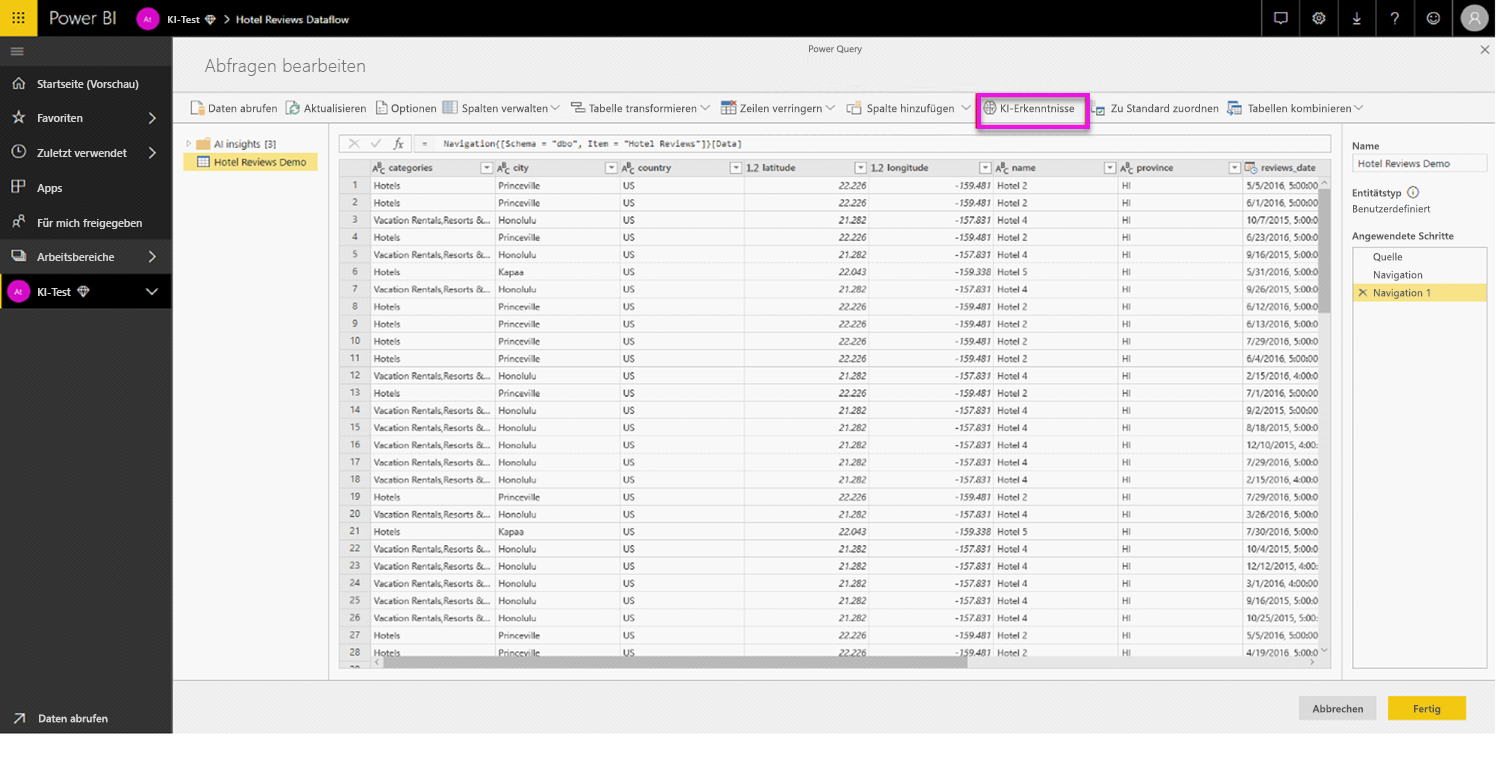 Power BI At KI-Test > Hotel Reviews Dataflow
Power Query
Abfragen bearbeiten
Startseite (Vorschau)
Favoriten
Zuletzt verwendet
Apps
Für mich freigegeben
Arbeitsbereiche
At KI-Test
Daten abrufen
Daten abrufen Aktualisieren Optionen Spalten verwalten Tabelle transformieren Zeilen verringern Spalte hinzufügen KI-Erkenntnisse Zu Standard zuordnen Tabellen kombinieren
AI insights [3]
Hotel Reviews Demo
fx = Navigation{[Schema = "dbo", Item = "Hotel Reviews"]}[Data]
categories city country 1.2 latitude 1.2 longitude name province reviews_date
1 Hotels Princeville US 22.226 -159.481 Hotel 2 HI 5/5/2016, 5:00:00
2 Hotels Princeville US 22.226 -159.481 Hotel 2 HI 6/1/2016, 5:00:00
3 Vacation Rentals,Resorts &... Honolulu US 21.282 -157.831 Hotel 4 HI 10/7/2015, 5:00:0
4 Hotels Princeville US 22.226 -159.481 Hotel 2 HI 6/23/2016, 5:00:0
5 Vacation Rentals,Resorts &... Honolulu US 21.282 -157.831 Hotel 4 HI 9/16/2015, 5:00:0
6 Hotels Kapaa US 22.043 -159.338 Hotel 5 HI 5/31/2016, 5:00:0
7 Vacation Rentals,Resorts &... Honolulu US 21.282 -157.831 Hotel 4 HI 9/26/2015, 5:00:0
8 Hotels Princeville US 22.226 -159.481 Hotel 2 HI 6/12/2016, 5:00:0
9 Hotels Princeville US 22.226 -159.481 Hotel 2 HI 6/13/2016, 5:00:0
10 Hotels Princeville US 22.226 -159.481 Hotel 2 HI 7/29/2016, 5:00:0
11 Hotels Princeville US 22.226 -159.481 Hotel 2 HI 6/4/2016, 5:00:00
12 Vacation Rentals,Resorts &... Honolulu US 21.282 -157.831 Hotel 4 HI 2/15/2016, 4:00:0
13 Hotels Princeville US 22.226 -159.481 Hotel 2 HI 7/1/2016, 5:00:00
14 Vacation Rentals,Resorts &... Honolulu US 21.282 -157.831 Hotel 4 HI 9/2/2015, 5:00:00
15 Vacation Rentals,Resorts &... Honolulu US 21.282 -157.831 Hotel 4 HI 8/18/2015, 5:00:0
16 Vacation Rentals,Resorts &... Honolulu US 21.282 -157.831 Hotel 4 HI 12/10/2015, 4:00:
17 Vacation Rentals,Resorts &... Honolulu US 21.282 -157.831 Hotel 4 HI 7/29/2016, 5:00:0
18 Vacation Rentals,Resorts &... Honolulu US 21.282 -157.831 Hotel 4 HI 2/15/2016, 4:00:0
19 Hotels Princeville US 22.226 -159.481 Hotel 2 HI 7/29/2016, 5:00:0
20 Vacation Rentals,Resorts &... Honolulu US 21.282 -157.831 Hotel 4 HI 3/26/2016, 5:00:0
21 Hotels Kapaa US 22.043 -159.338 Hotel 5 HI 7/30/2016, 5:00:0
22 Vacation Rentals,Resorts &... Honolulu US 21.282 -157.831 Hotel 4 HI 10/4/2015, 5:00:0
23 Vacation Rentals,Resorts &... Honolulu US 21.282 -157.831 Hotel 4 HI 12/12/2015, 4:00:
24 Vacation Rentals,Resorts &... Honolulu US 21.282 -157.831 Hotel 4 HI 3/1/2016, 4:00:00
25 Vacation Rentals,Resorts &... Honolulu US 21.282 -157.831 Hotel 4 HI 9/16/2015, 5:00:0
26 Vacation Rentals,Resorts &... Honolulu US 21.282 -157.831 Hotel 4 HI 10/25/2015, 5:00:
27 Hotels Princeville US 22.226 -159.481 Hotel 2 HI 5/5/2016, 5:00:00
28 Hotels Princeville US 22.226 -159.481 Hotel 2 HI 4/19/2016, 5:00:0
Name
Hotel Reviews Demo
Entitätstyp
Benutzerdefiniert
Angewendete Schritte
Quelle
Navigation
Navigation 1
Abbrechen Fertig